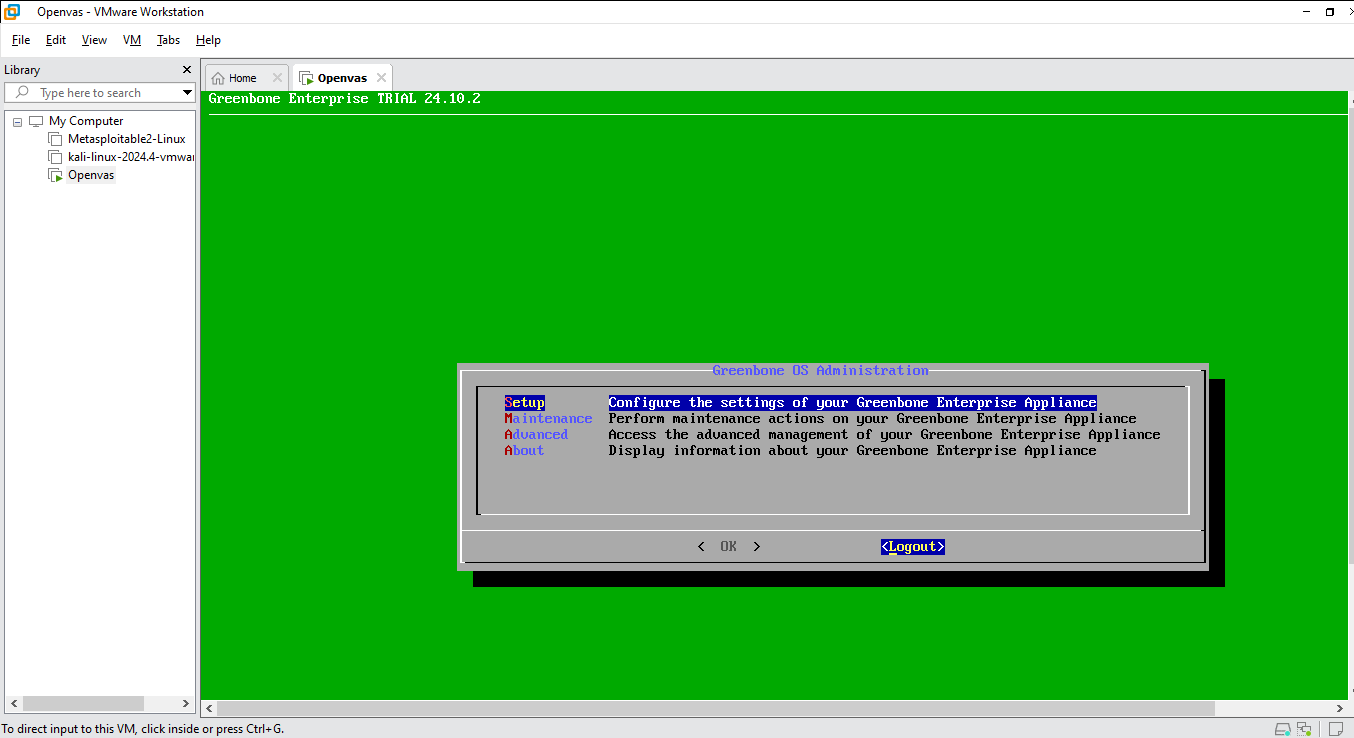 Openvas - VMware Workstation
File Edit View VM Tabs Help
Library
Type here to search
My Computer
Metasploitable2-Linux
kali-linux-2024.4-vmwar
Openvas
Home Openvas
Greenbone Enterprise TRIAL 24.10.2
Greenbone OS Administration
Setup Configure the settings of your Greenbone Enterprise Appliance
Maintenance Perform maintenance actions on your Greenbone Enterprise Appliance
Advanced Access the advanced management of your Greenbone Enterprise Appliance
About Display information about your Greenbone Enterprise Appliance
< OK > <Logout>
To direct input to this VM, click inside or press Ctrl+G.